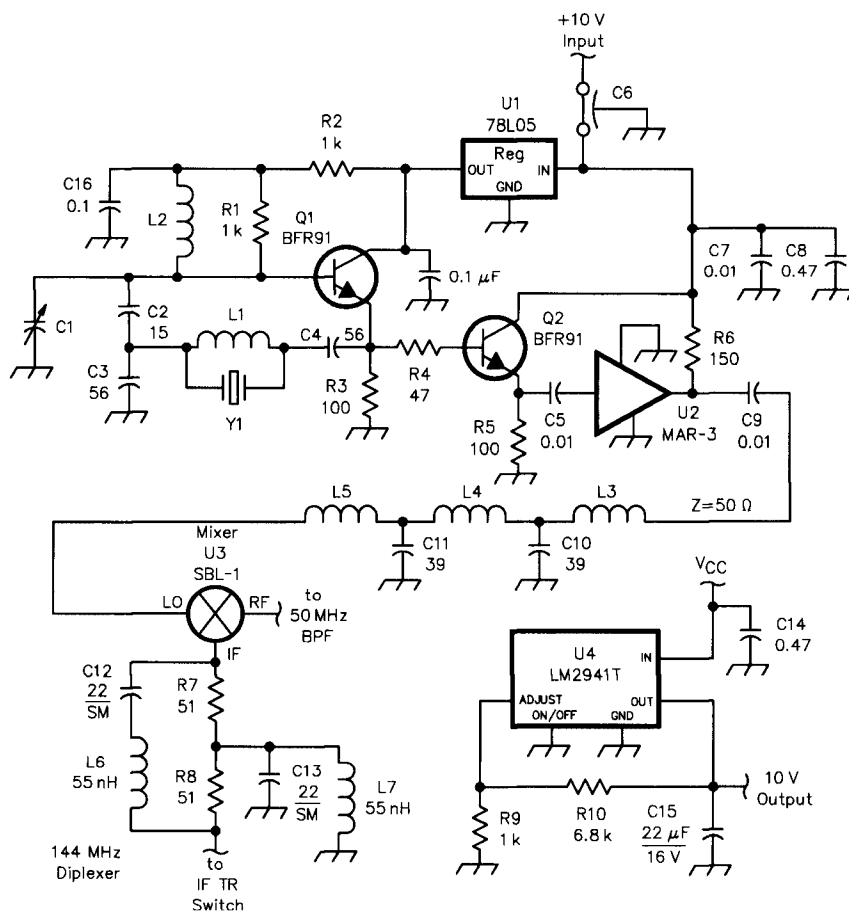 +10 V
Input
C6
U1
78L05
Reg
OUT
IN
GND
R2
1 k
C16
0.1
L2
R1
1 k
Q1
BFR91
0.1 µF
C7
0.01
C8
0.47
C1
C2
15
L1
C4
56
C3
56
Y1
R3
100
R4
47
Q2
BFR91
R6
150
C5
0.01
R5
100
U2
MAR-3
C9
0.01
L5
L4
L3
Z=50 Ω
C11
39
C10
39
Mixer
U3
SBL-1
LO
RF
IF
to
50 MHz
BPF
C12
22
SM
R7
51
L6
55 nH
R8
51
C13
22
SM
L7
55 nH
144 MHz
Diplexer
to
IF TR
Switch
VCC
C14
0.47
U4
LM2941T
IN
ADJUST
OUT
ON/OFF
GND
R9
1 k
R10
6.8 k
C15
22 µF
16 V
10 V
Output